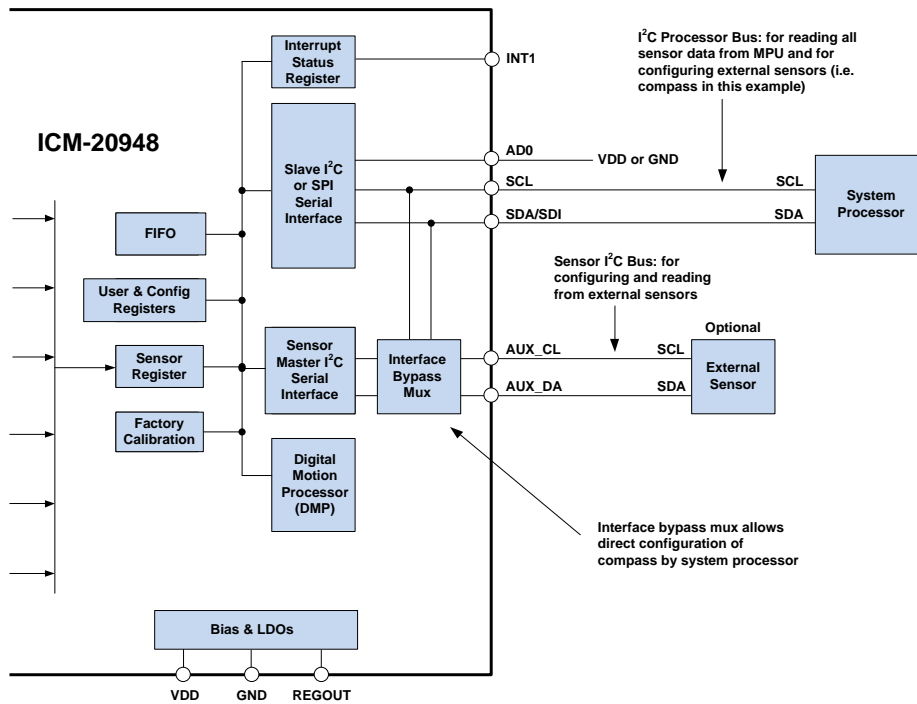 Interrupt
Status
Register
INT1
I²C Processor Bus: for reading all
sensor data from MPU and for
configuring external sensors (i.e.
compass in this example)
ICM-20948
Slave I²C
or SPI
Serial
Interface
AD0
VDD or GND
SCL
SCL
SDA/SDI
SDA
System
Processor
FIFO
User & Config
Registers
Sensor I²C Bus: for
configuring and reading
from external sensors
Sensor
Register
Sensor
Master I²C
Serial
Interface
Interface
Bypass
Mux
AUX_CL
SCL
AUX_DA
SDA
Optional
External
Sensor
Factory
Calibration
Digital
Motion
Processor
(DMP)
Interface bypass mux allows
direct configuration of
compass by system processor
Bias & LDOs
VDD
GND
REGOUT